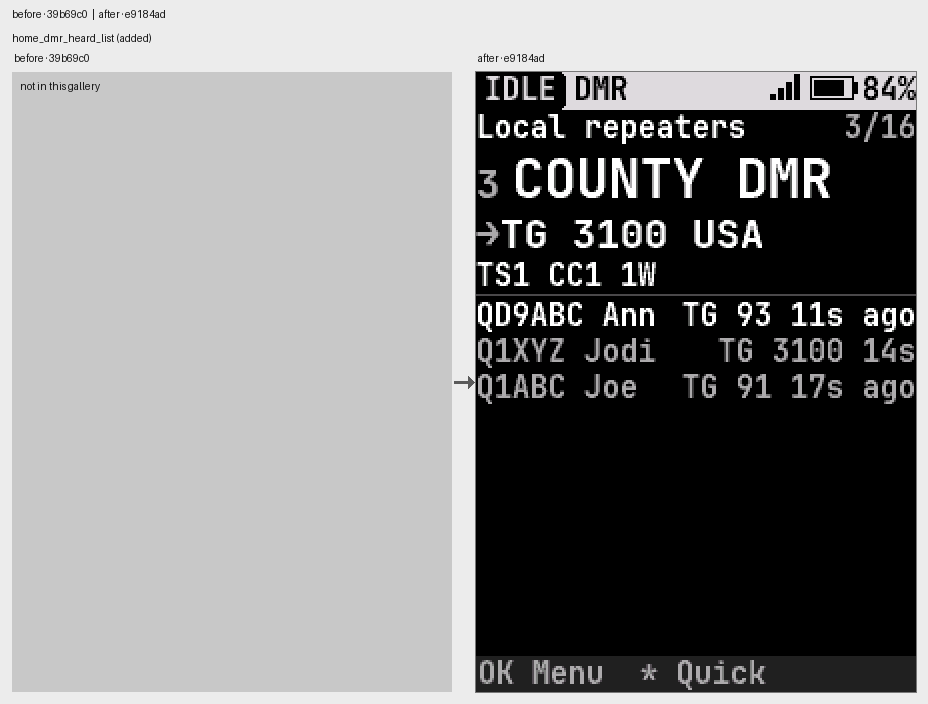 before·39b69c0 | after·e9184ad
home_dmr_heard_list (added)
before·39b69c0
not in this gallery
after·e9184ad
IDLE DMR 84%
Local repeaters 3/16
3 COUNTY DMR
→TG 3100 USA
TS1 CC1 1W
QD9ABC Ann TG 93 11s ago
Q1XYZ Jodi TG 3100 14s
Q1ABC Joe TG 91 17s ago
OK Menu * Quick